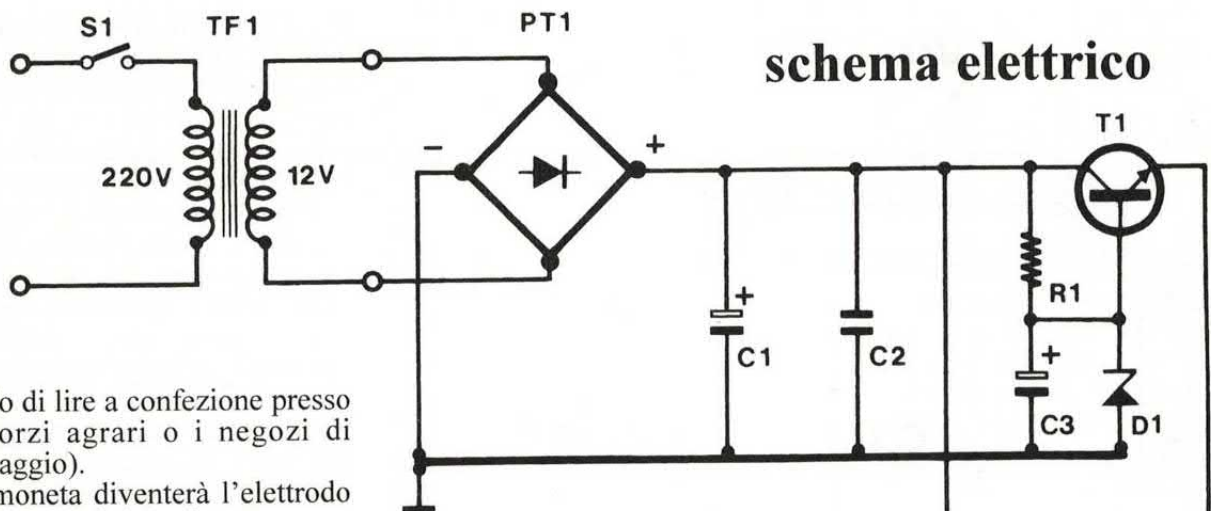 S1 TF1 PT1
schema elettrico
T1
- +
220V 12V
+ R1
C1 C2 + C3 D1
o di lire a confezione presso
orzi agrari o i negozi di
aggio).
moneta diventerà l'elettrodo